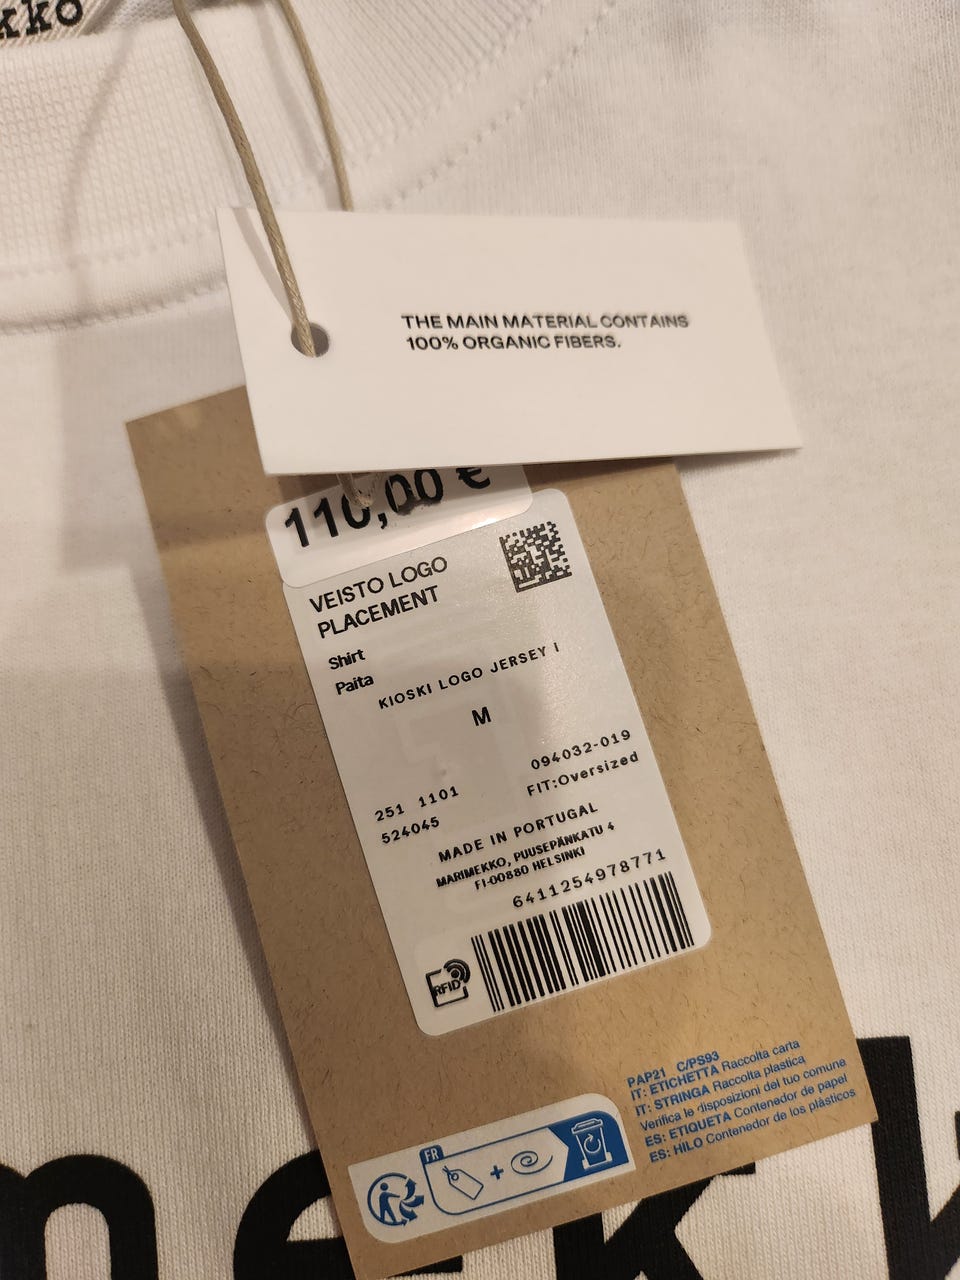 kko
THE MAIN MATERIAL CONTAINS
100% ORGANIC FIBERS.
110,00 €
VEISTO LOGO
PLACEMENT
Shirt
Paita
KIOSKI LOGO JERSEY I
M
094032-019
251 1101
FIT:Oversized
524045
MADE IN PORTUGAL
MARIMEKKO, PUUSEPÄNKATU 4
FI-00880 HELSINKI
6411254978771
RFID
PAP21 C/PS93
IT: ETICHETTA Raccolta carta
IT: STRINGA Raccolta plastica
Verifica le disposizioni del tuo comune
ES: ETIQUETA Contenedor de papel
ES: HILO Contenedor de los plásticos
FR
+
mekk